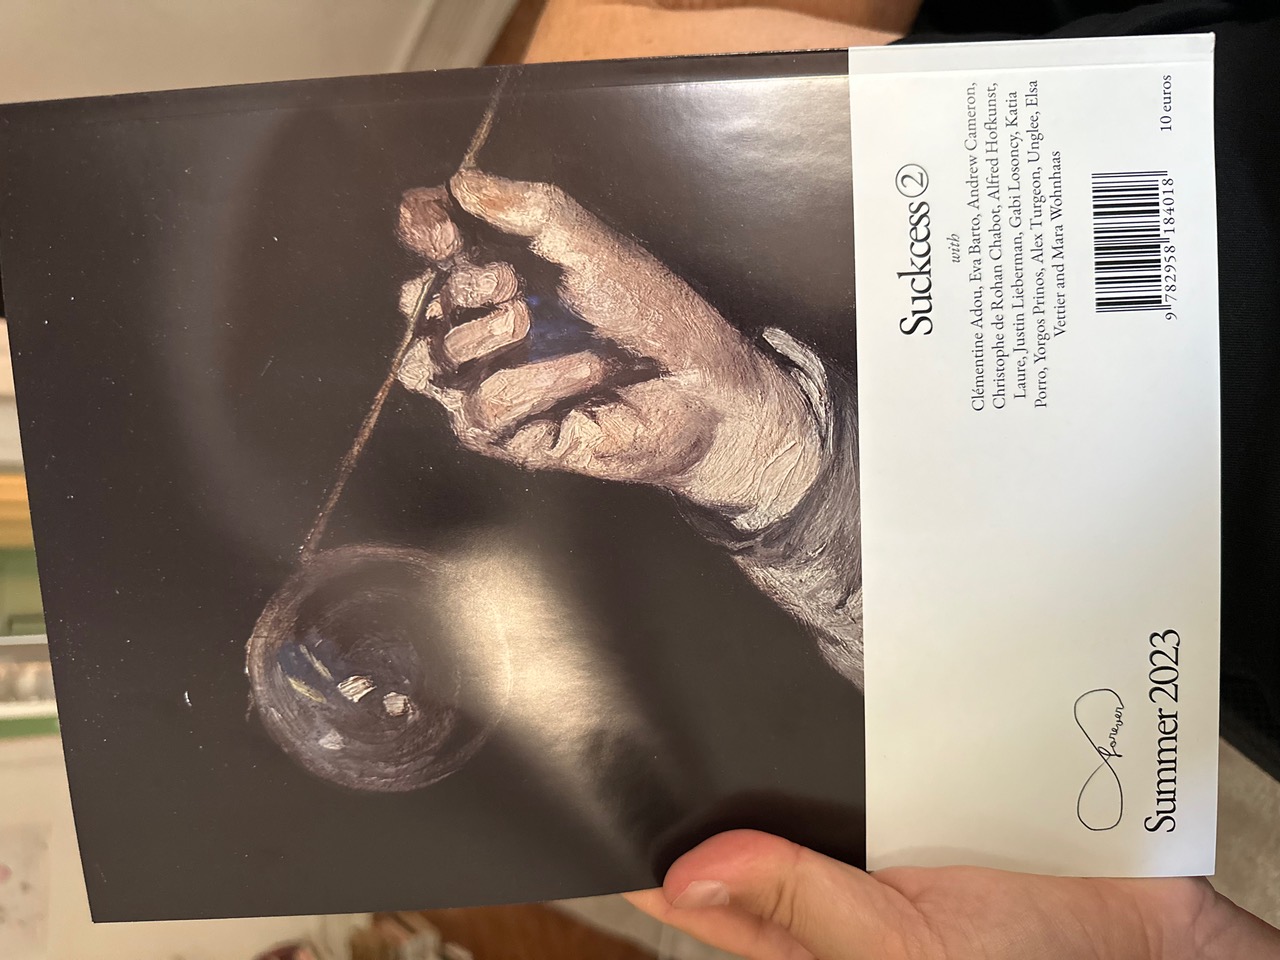 Suckcess ②
with
Clémentine Adou, Eva Barto, Andrew Cameron,
Christophe de Rohan Chabot, Alfred Hofkunst,
Laure, Justin Lieberman, Gabi Losoncy, Katia
Porro, Yorgos Prinos, Alex Turgeon, Unglee, Elsa
Vettier and Mara Wohnhaas
9 782958 184018
10 euros
forever
Summer 2023